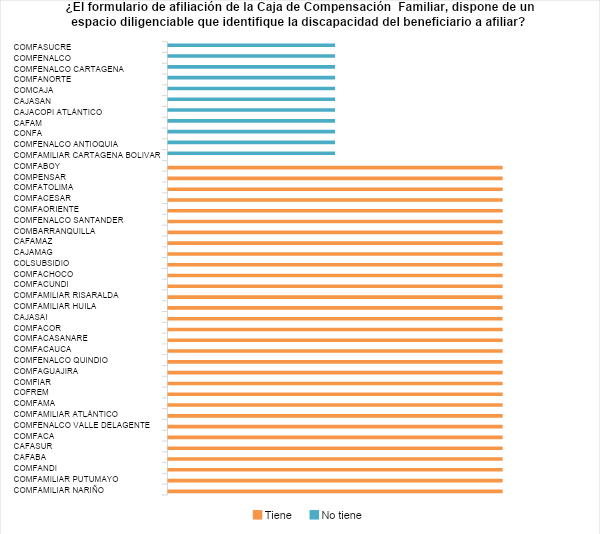 ¿El formulario de afiliación de la Caja de Compensación  Familiar, dispone de un
espacio diligenciable que identifique la discapacidad del beneficiario a afiliar?
COMFASUCRE
COMFENALCO
COMFENALCO CARTAGENA
COMFANORTE
COMCAJA
CAJASAN
CAJACOPI ATLÁNTICO
CAFAM
CONFA
COMFENALCO ANTIOQUIA
COMFAMILIAR CARTAGENA BOLIVAR
COMFABOY
COMPENSAR
COMFATOLIMA
COMFACESAR
COMFAORIENTE
COMFENALCO SANTANDER
COMBARRANQUILLA
CAFAMAZ
CAJAMAG
COLSUBSIDIO
COMFACHOCO
COMFACUNDI
COMFAMILIAR RISARALDA
COMFAMILIAR HUILA
CAJASAI
COMFACOR
COMFACASANARE
COMFACAUCA
COMFENALCO QUINDIO
COMFAGUAJIRA
COMFIAR
COFREM
COMFAMA
COMFAMILIAR ATLÁNTICO
COMFENALCO VALLE DELAGENTE
COMFACA
CAFASUR
CAFABA
COMFANDI
COMFAMILIAR PUTUMAYO
COMFAMILIAR NARIÑO
Tiene No tiene